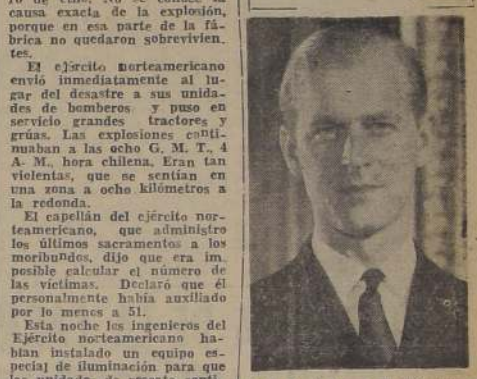 causa exacta de la explosión,
porque en esa parte de la fá-
brica no quedaron sobrevivien
tes.
El ejército norteamericano
envió inmediatamente al lu-
gar del desastre a sus unida-
des de bomberos y puso en
servicio grandes tractores y
grúas. Las explosiones conti-
nuaban a las ocho G. M. T., 4
A- M., hora chilena. Eran tan
violentas, que se sentían en
una zona a ocho kilómetros a
la redonda.
El capellán del ejército nor-
teamericano, que administro
los últimos sacramentos a los
moribundos, dijo que era im_
posible calcular el número de
las víctimas. Declaró que él
personalmente había auxiliado
por lo menos a 51.
Esta noche los ingenieros del
Ejército norteamericano ha-
bían instalado un equipo es-
pecial de iluminación para que